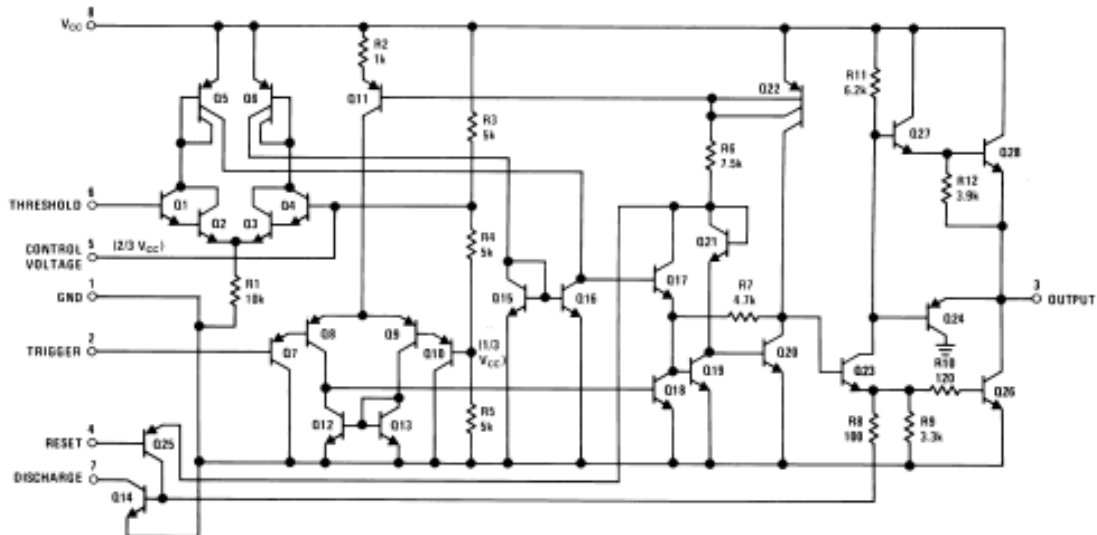 8
VCC
R2
1k
R11
6.2k
Q5
Q6
Q11
Q22
R3
5k
Q27
Q28
R6
7.5k
R12
3.9k
6
THRESHOLD
Q1
Q2
Q3
Q4
5
CONTROL
VOLTAGE
(2/3 VCC)
R4
5k
Q21
Q17
R7
4.7k
1
GND
R1
10k
Q15
Q16
3
OUTPUT
Q24
2
TRIGGER
Q7
Q8
Q9
Q10
(1/3
VCC)
Q18
Q19
Q20
Q23
R10
120
Q26
Q12
Q13
R5
5k
R8
100
R9
3.3k
4
RESET
Q25
7
DISCHARGE
Q14